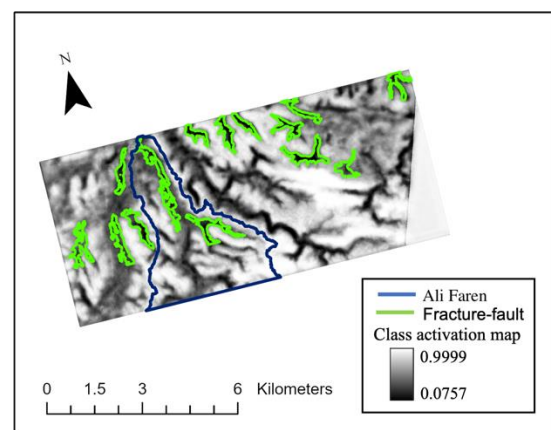 N
Ali Faren
Fracture-fault
Class activation map
0.9999
0.0757
0 1.5 3 6 Kilometers